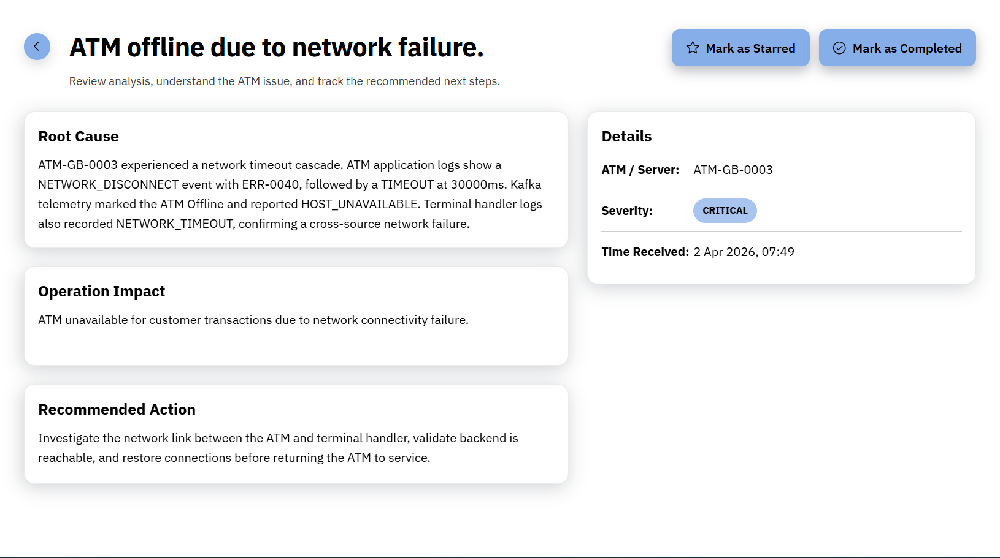 ATM offline due to network failure.
Review analysis, understand the ATM issue, and track the recommended next steps.
Mark as Starred
Mark as Completed
Root Cause
ATM-GB-0003 experienced a network timeout cascade. ATM application logs show a
NETWORK_DISCONNECT event with ERR-0040, followed by a TIMEOUT at 30000ms. Kafka
telemetry marked the ATM Offline and reported HOST_UNAVAILABLE. Terminal handler logs
also recorded NETWORK_TIMEOUT, confirming a cross-source network failure.
Operation Impact
ATM unavailable for customer transactions due to network connectivity failure.
Recommended Action
Investigate the network link between the ATM and terminal handler, validate backend is
reachable, and restore connections before returning the ATM to service.
Details
ATM / Server: ATM-GB-0003
Severity: CRITICAL
Time Received: 2 Apr 2026, 07:49